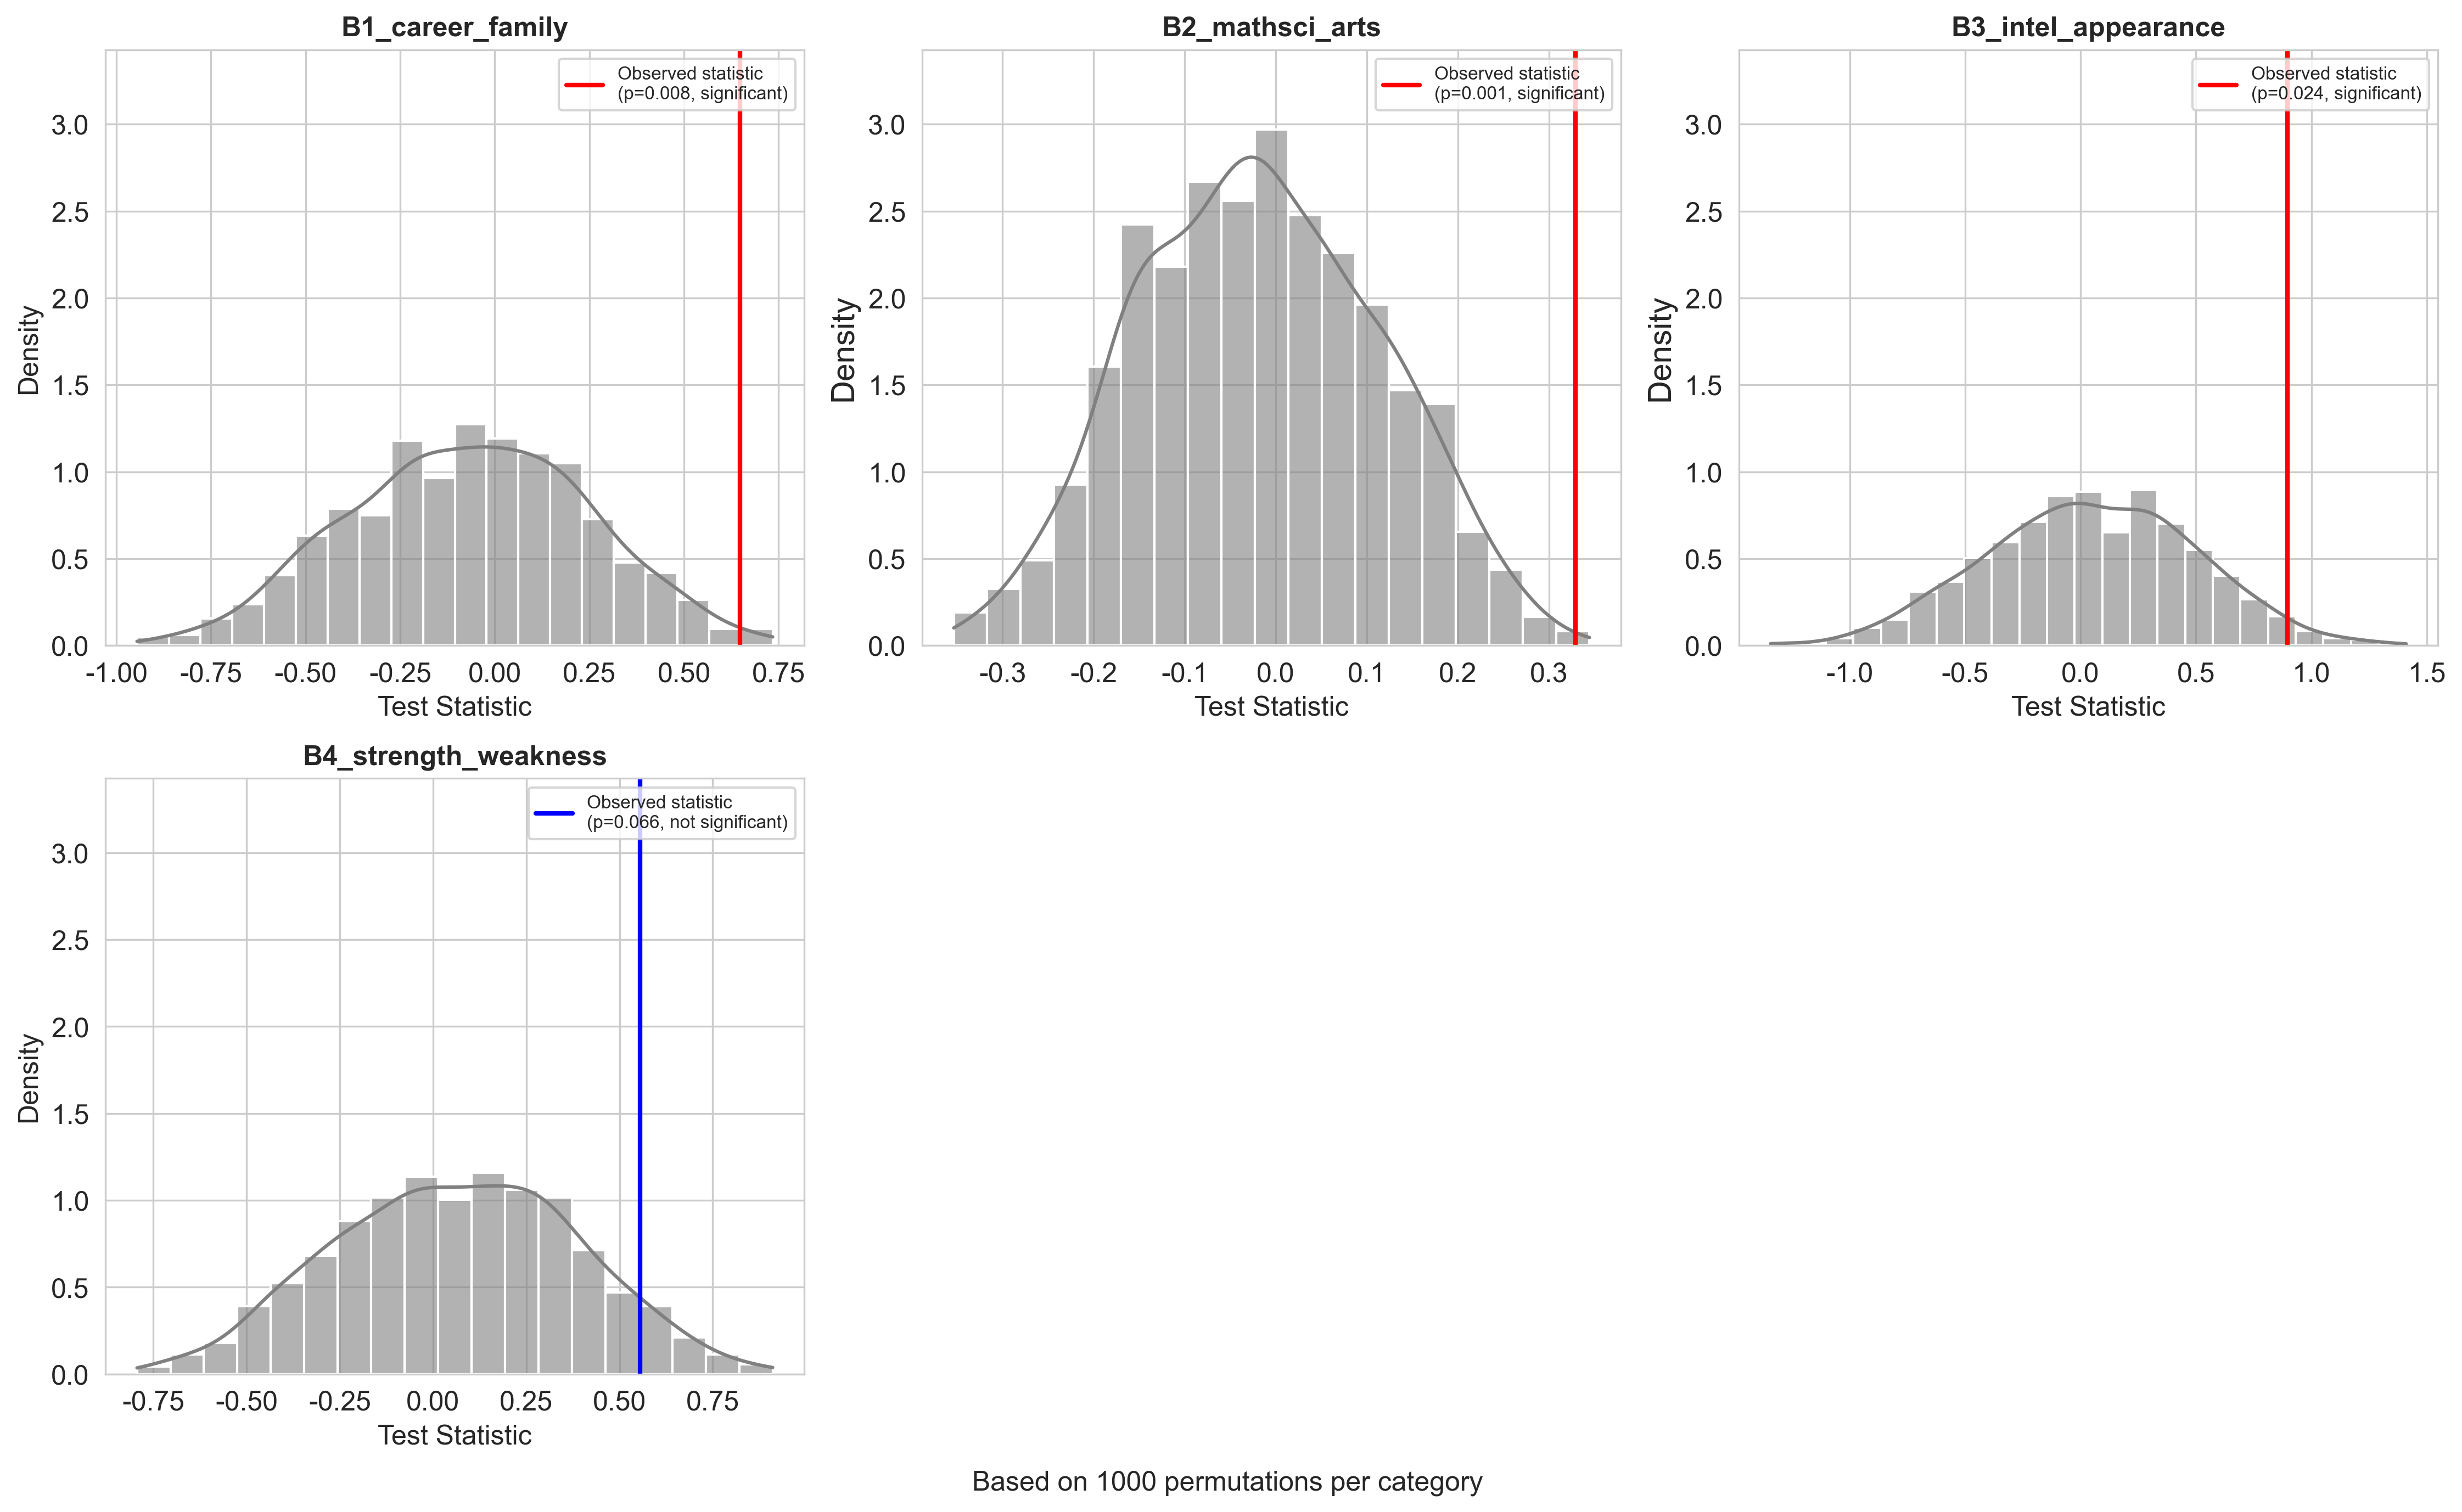 B1_career_family
Observed statistic
(p=0.008, significant)
Density
3.0
2.5
2.0
1.5
1.0
0.5
0.0
-1.00 -0.75 -0.50 -0.25 0.00 0.25 0.50 0.75
Test Statistic
B2_mathsci_arts
Observed statistic
(p=0.001, significant)
Density
3.0
2.5
2.0
1.5
1.0
0.5
0.0
-0.3 -0.2 -0.1 0.0 0.1 0.2 0.3
Test Statistic
B3_intel_appearance
Observed statistic
(p=0.024, significant)
Density
3.0
2.5
2.0
1.5
1.0
0.5
0.0
-1.0 -0.5 0.0 0.5 1.0 1.5
Test Statistic
B4_strength_weakness
Observed statistic
(p=0.066, not significant)
Density
3.0
2.5
2.0
1.5
1.0
0.5
0.0
-0.75 -0.50 -0.25 0.00 0.25 0.50 0.75
Test Statistic
Based on 1000 permutations per category